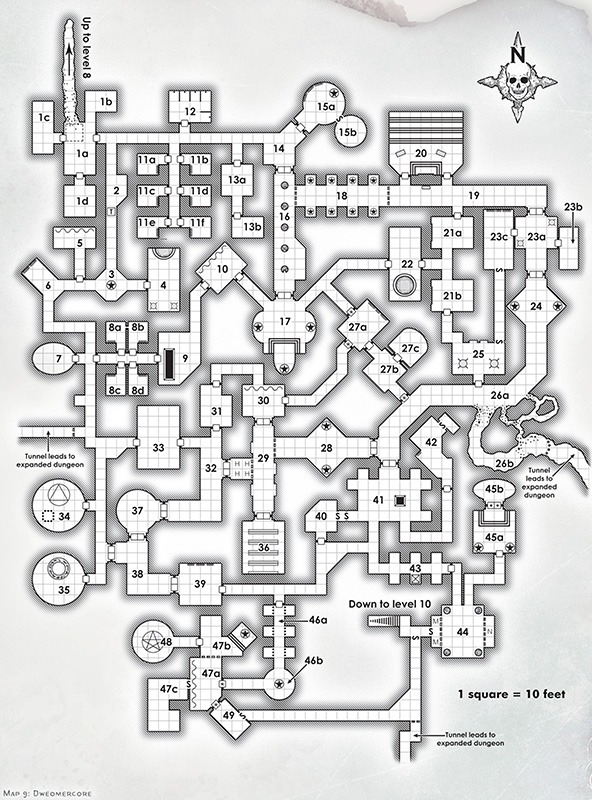 Up to level 8
N
1b
1c
12
15a
15b
1a
14
11a
11b
20
2
13a
1d
11c
11d
18
19
16
23b
T
11e
11f
13b
21a
23c
23a
5
3
10
22
6
4
21b
24
17
8a
8b
27a
27c
7
9
25
27b
8c
8d
26a
30
31
42
29
28
33
26b
Tunnel leads to
expanded dungeon
32
H H
H H
Tunnel
leads to
expanded
dungeon
45b
34
37
40
S S
41
36
45a
35
38
43
39
Down to level 10
46a
44
M
M
N
S
48
47b
46b
47a
47c
S
49
1 square = 10 feet
Tunnel leads to
expanded dungeon
Map 9: Dweomercore